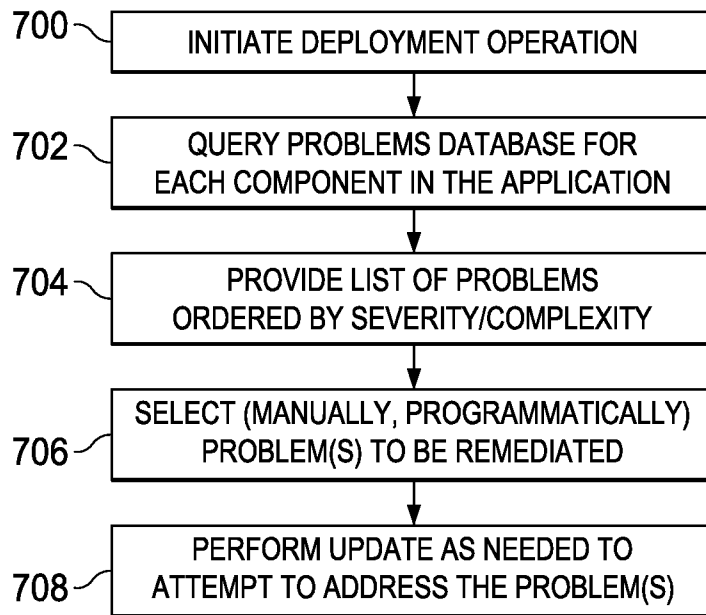 700
INITIATE DEPLOYMENT OPERATION
702
QUERY PROBLEMS DATABASE FOR
EACH COMPONENT IN THE APPLICATION
704
PROVIDE LIST OF PROBLEMS
ORDERED BY SEVERITY/COMPLEXITY
706
SELECT (MANUALLY, PROGRAMMATICALLY)
PROBLEM(S) TO BE REMEDIATED
708
PERFORM UPDATE AS NEEDED TO
ATTEMPT TO ADDRESS THE PROBLEM(S)